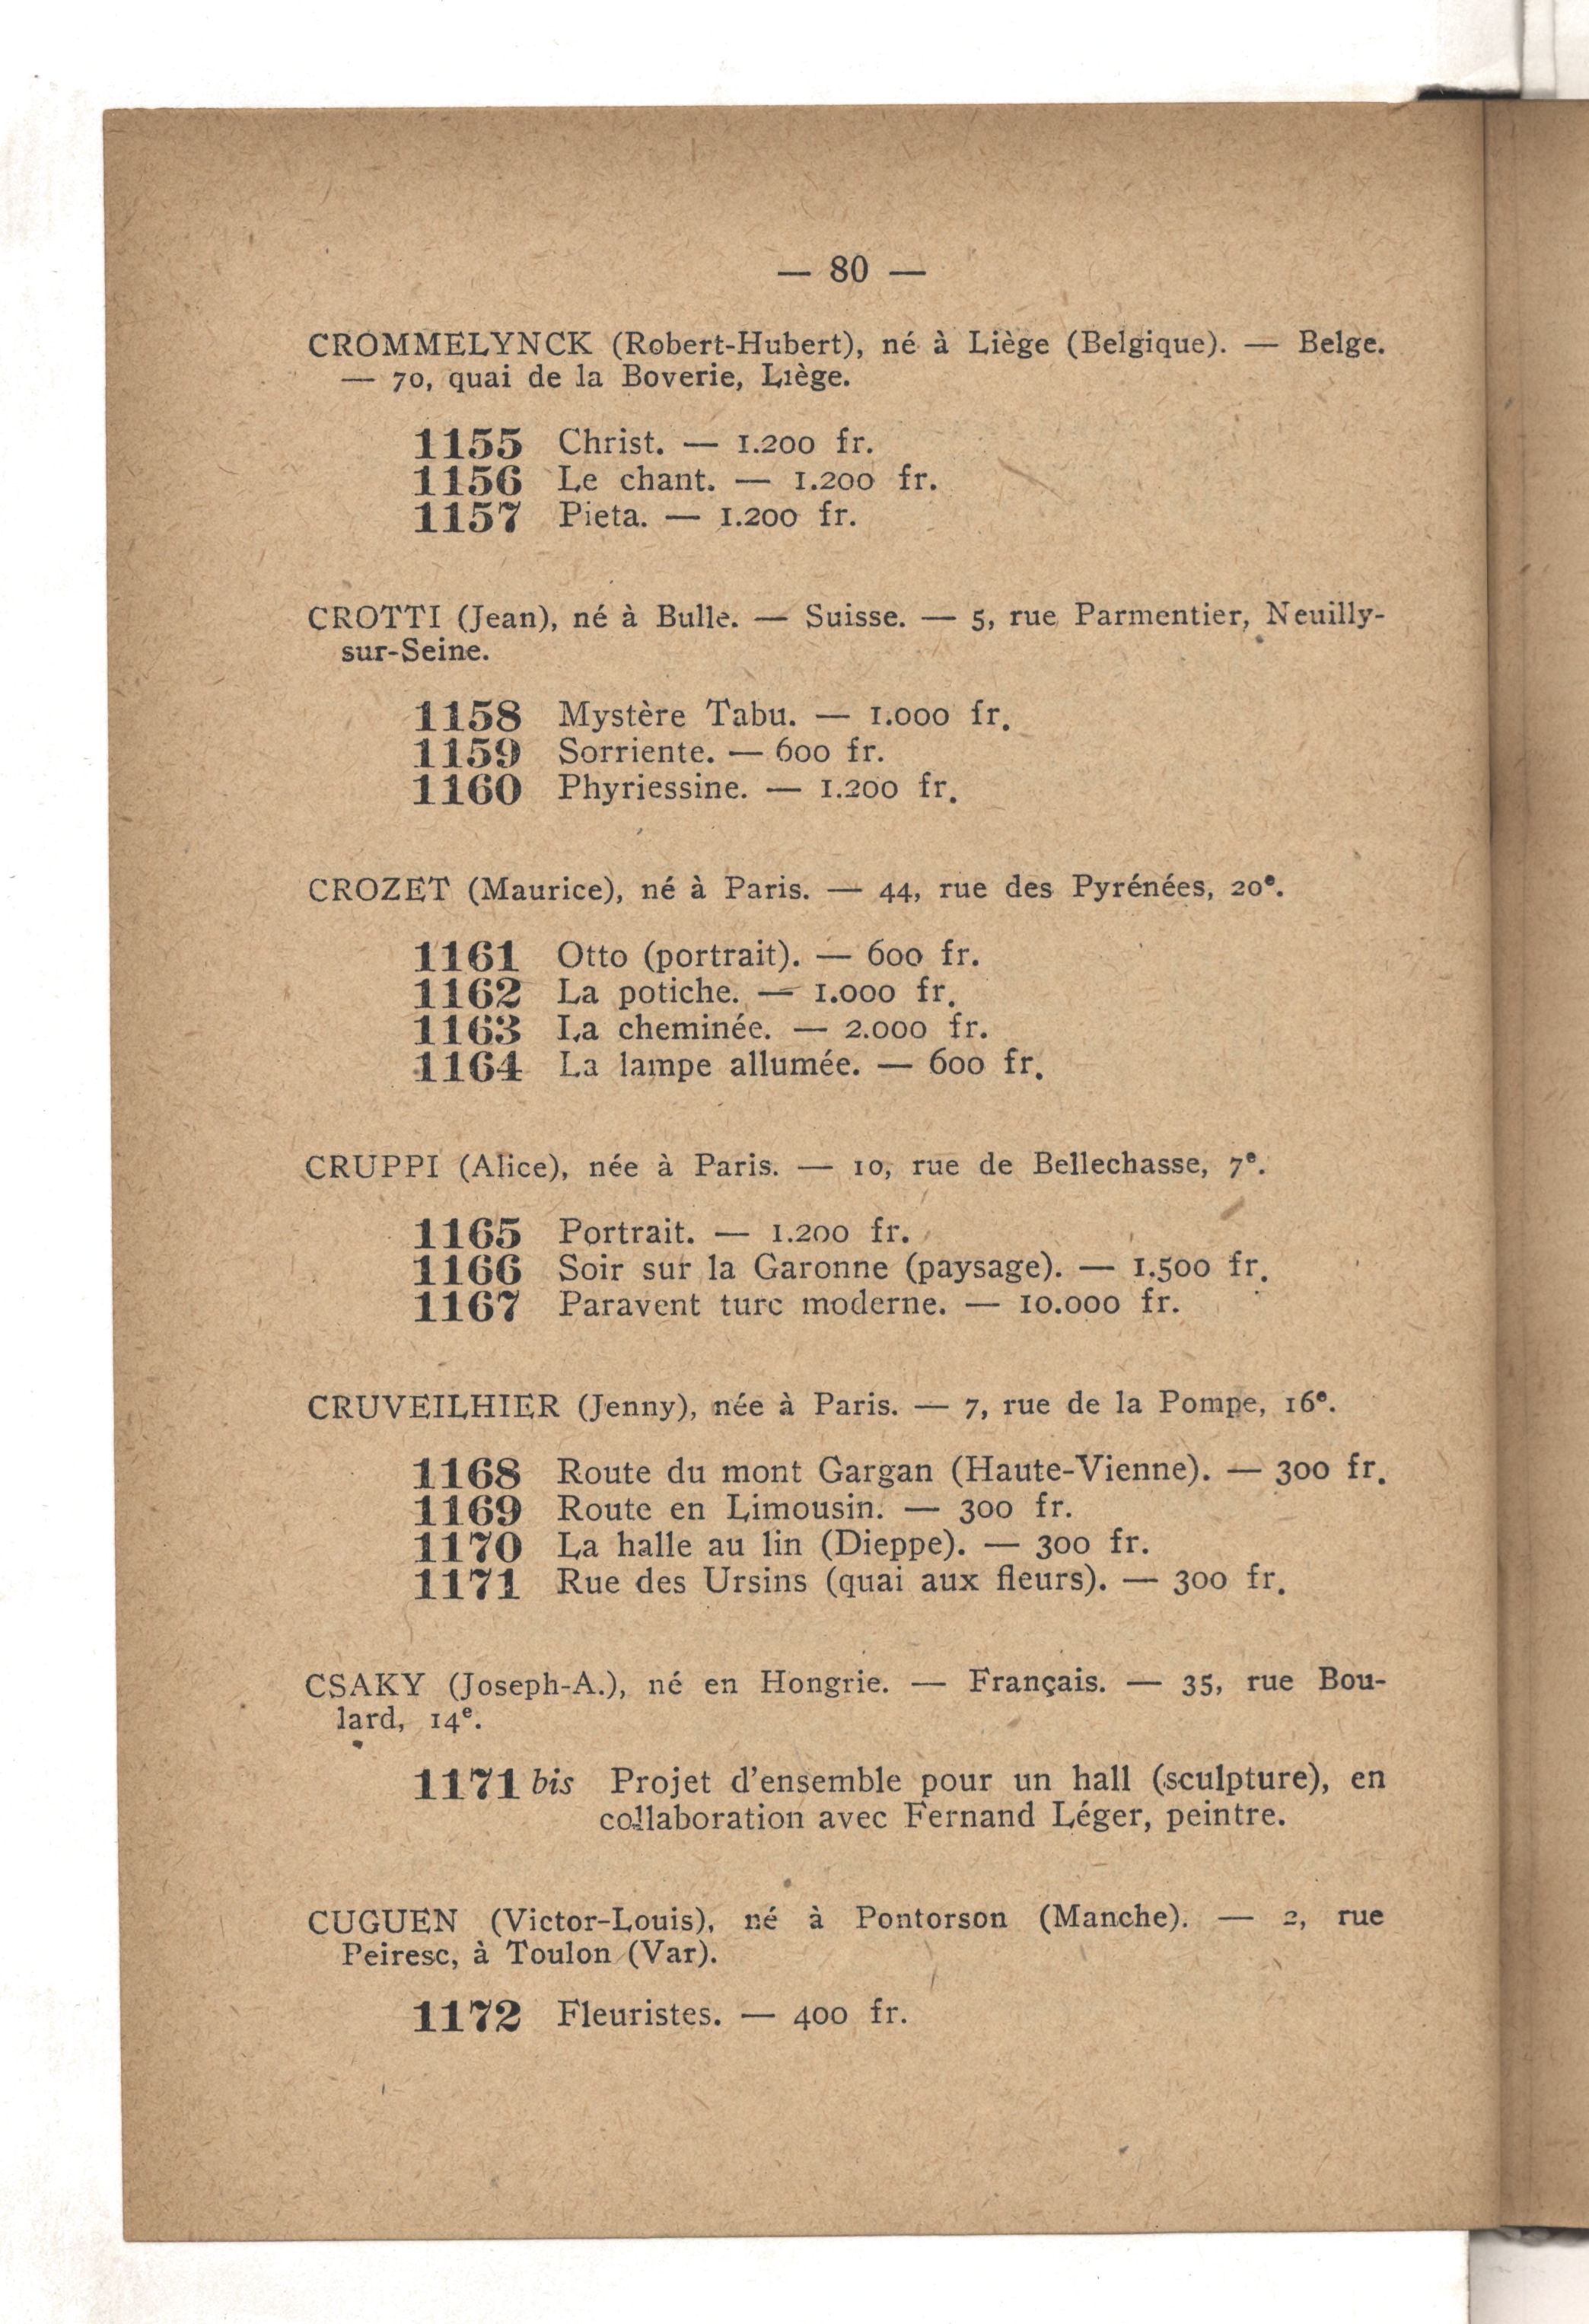 — 80 —
CROMMELYNCK (Robert-Hubert), né à Liège (Belgique). — Belge.
— 70, quai de la Boverie, Liège.
1155 Christ. — 1.200 fr.
1156 Le chant. — 1.200 fr.
1157 Pieta. — 1.200 fr.
CROTTI (Jean), né à Bulle. — Suisse. — 5, rue Parmentier, Neuilly-
sur-Seine.
1158 Mystère Tabu. — 1.000 fr.
1159 Sorriente. — 600 fr.
1160 Phyriessine. — 1.200 fr.
CROZET (Maurice), né à Paris. — 44, rue des Pyrénées, 20e.
1161 Otto (portrait). — 600 fr.
1162 La potiche. — 1.000 fr.
1163 La cheminée. — 2.000 fr.
1164 La lampe allumée. — 600 fr.
CRUPPI (Alice), née à Paris. — 10, rue de Bellechasse, 7e.
1165 Portrait. — 1.200 fr.
1166 Soir sur la Garonne (paysage). — 1.500 fr.
1167 Paravent turc moderne. — 10.000 fr.
CRUVEILHIER (Jenny), née à Paris. — 7, rue de la Pompe, 16e.
1168 Route du mont Gargan (Haute-Vienne). — 300 fr.
1169 Route en Limousin. — 300 fr.
1170 La halle au lin (Dieppe). — 300 fr.
1171 Rue des Ursins (quai aux fleurs). — 300 fr.
CSAKY (Joseph-A.), né en Hongrie. — Français. — 35, rue Bou-
lard, 14e.
1171 bis Projet d'ensemble pour un hall (sculpture), en
collaboration avec Fernand Léger, peintre.
CUGUEN (Victor-Louis), né à Pontorson (Manche). — 2, rue
Peiresc, à Toulon (Var).
1172 Fleuristes. — 400 fr.